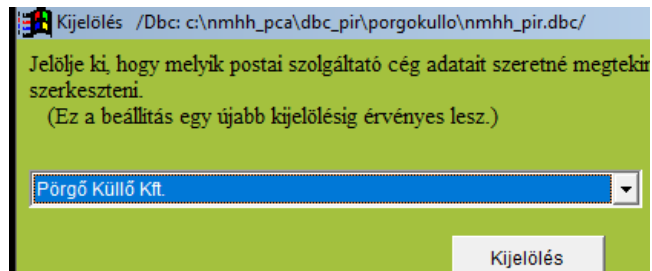 Kijelölés /Dbc: c:\nmhh_pca\dbc_pir\porgokullo\nmhh_pir.dbc/
Jelölje ki, hogy melyik postai szolgáltató cég adatait szeretné
szerkeszteni.
(Ez a beállítás egy újabb kijelölésig érvényes lesz.)
Pörgő Küllő Kft.
Kijelölés